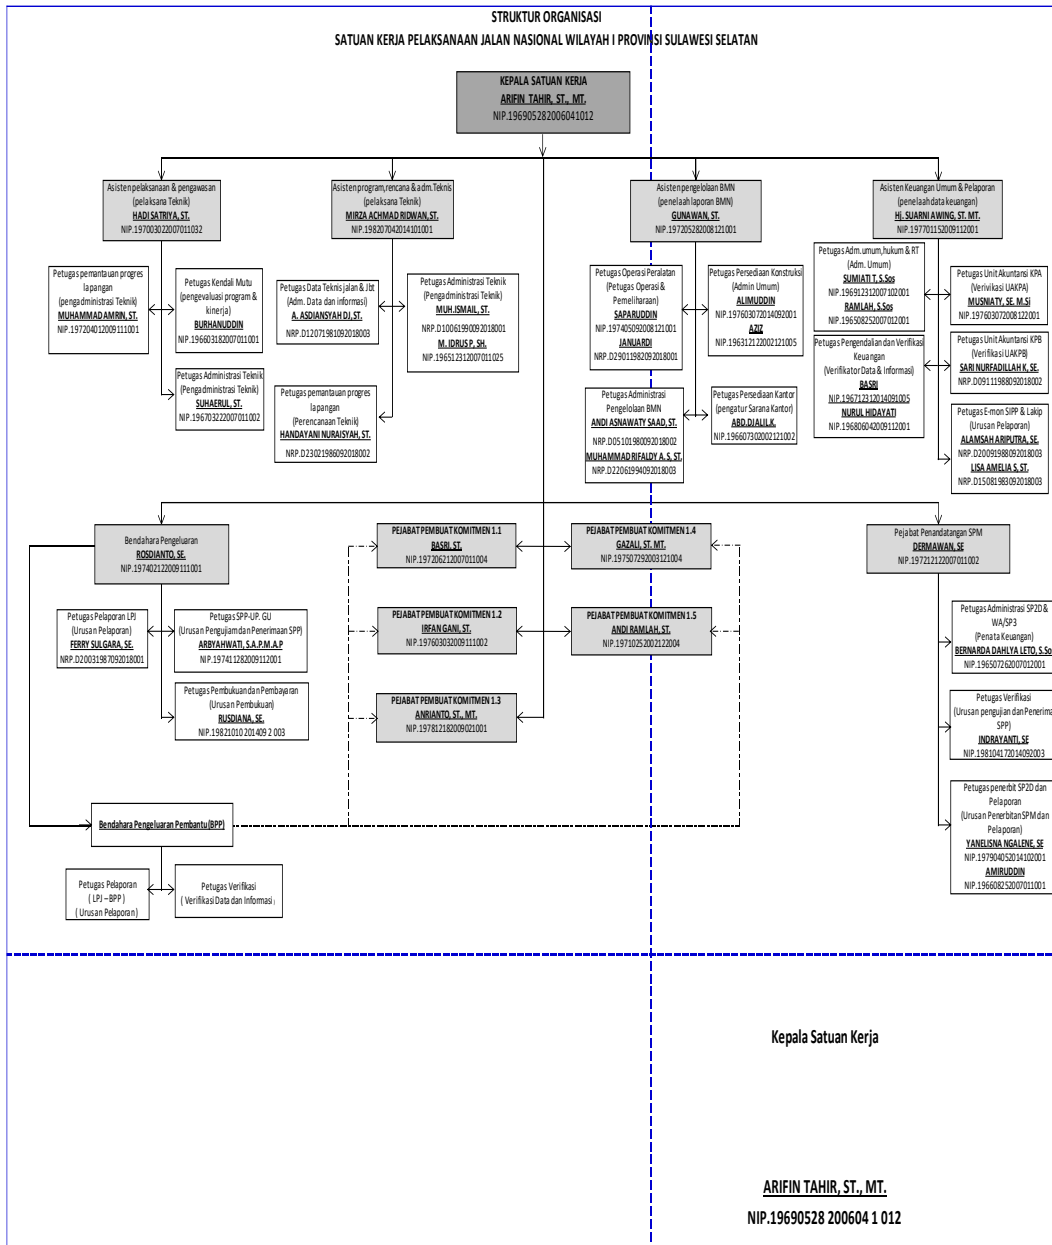 STRUKTUR ORGANISASI
SATUAN KERJA PELAKSANAAN JALAN NASIONAL WILAYAH I PROVINSI SULAWESI SELATAN
KEPALA SATUAN KERJA
ARIFIN TAHIR, ST., MT.
NIP.196905282006041012
Asisten pelaksanaan & pengawasan
(pelaksana Teknik)
HADI SATRIYA, ST.
NIP.197003022007011032
Asisten program,rencana & adm.Teknis
(pelaksana Teknik)
MIRZA ACHMAD RIDWAN,ST.
NIP.198207042014101001
Asisten pengelolaan BMN
(penelaah laporan BMN)
GUNAWAN, ST.
NIP.197205282008121001
Asisten Keuangan Umum & Pelaporan
(penelaah data keuangan)
Hj. SUARNI AWING, ST. MT.
NIP.197701152009112001
Petugas pemantauan progres
lapangan
(pengadministrasi Teknik)
MUHAMMAD AMRIN, ST.
NIP.197204012009111001
Petugas Kendali Mutu
(pengevaluasi program &
kinerja)
BURHANUDDIN
NIP.196603182007011001
Petugas Administrasi Teknik
(Pengadministrasi Teknik)
SUHAERUL, ST.
NIP.196703222007011002
Petugas Data Teknis jalan & Jbt
(Adm. Data dan informasi)
A. ASDIANSYAH DJ,ST.
NRP.D12071981092018003
Petugas Administrasi Teknik
(Pengadministrasi Teknik)
MUH.ISMAIL, ST.
NRP.D10061990092018001
M. IDRUS P, SH.
NIP.196512312007011025
Petugas pemantauan progres
lapangan
(Perencanaan Teknik)
HANDAYANI NURAISYAH, ST.
NRP.D23021986092018002
Petugas Operasi Peralatan
(Petugas Operasi &
Pemeliharaan)
SAPARUDDIN
NIP.197405092008121001
JANUARDI
NRP.D29011982092018001
Petugas Persediaan Konstruksi
(Admin Umum)
ALIMUDDIN
NIP.197603072014092001
AZIZ
NIP.196312122002121005
Petugas Administrasi
Pengelolaan BMN
ANDI ASNAWATY SAAD, ST.
NRP.D05101980092018002
MUHAMMAD RIFALDY A. S, ST.
NRP.D22061994092018003
Petugas Persediaan Kantor
(pengatur Sarana Kantor)
ABD.DJALIL.K.
NIP.196607302002121002
Petugas Adm.umum,hukum & RT
(Adm. Umum)
SUMIATI T, S.Sos
NIP.196912312007102001
RAMLAH, S.Sos
NIP.196508252007012001
Petugas Pengendalian dan Verifikasi
Keuangan
(Verifikator Data & Informasi)
BASRI
NIP.196712312014091005
NURUL HIDAYATI
NIP.196806042009112001
Petugas Unit Akuntansi KPA
(Verivikasi UAKPA)
MUSNIATY, SE. M.Si
NIP.197603072008122001
Petugas Unit Akuntansi KPB
(Verifikasi UAKPB)
SARI NURFADILLAH K, SE.
NRP.D09111988092018002
Petugas E-mon SIPP & Lakip
(Urusan Pelaporan)
ALAMSAH ARIPUTRA, SE.
NRP.D20091988092018003
LISA AMELIA S, ST.
NRP.D15081983092018003
Bendahara Pengeluaran
ROSDIANTO, SE.
NIP.197402122009111001
PEJABAT PEMBUAT KOMITMEN 1.1
BASRI, ST.
NIP.197206212007011004
PEJABAT PEMBUAT KOMITMEN 1.4
GAZALI, ST. MT.
NIP.197507292003121004
Pejabat Penandatangan SPM
DERMAWAN, SE
NIP.197212122007011002
Petugas Pelaporan LPJ
(Urusan Pelaporan)
FERRY SULGARA, SE.
NRP.D20031987092018001
Petugas SPP-UP. GU
(Urusan Pengujiam dan Penerimaan SPP)
ARBYAHWATI, S.A.P.M.A.P
NIP.197411282009112001
PEJABAT PEMBUAT KOMITMEN 1.2
IRFAN GANI, ST.
NIP.197603032009111002
PEJABAT PEMBUAT KOMITMEN 1.5
ANDI RAMLAH, ST.
NIP.19710252002122004
Petugas Administrasi SP2D &
WA/SP3
(Penata Keuangan)
BERNARDA DAHLYA LETO, S.Sos
NIP.196507262007012001
Petugas Pembukuan dan Pembayaran
(Urusan Pembukuan)
RUSDIANA, SE.
NIP.19821010 201409 2 003
PEJABAT PEMBUAT KOMITMEN 1.3
ANRIANTO, ST., MT.
NIP.197812182009021001
Petugas Verifikasi
(Urusan pengujian dan Penerima
SPP)
INDRAYANTI, SE
NIP.198104172014092003
Petugas penerbit SP2D dan
Pelaporan
(Urusan Penerbitan SPM dan
Pelaporan)
YANELISNA NGALENE, SE
NIP.197904052014102001
AMIRUDDIN
NIP.196608252007011001
Bendahara Pengeluaran Pembantu (BPP)
Petugas Pelaporan
( LPJ – BPP )
( Urusan Pelaporan )
Petugas Verifikasi
( Verifikasi Data dan Informasi )
Kepala Satuan Kerja
ARIFIN TAHIR, ST., MT.
NIP.19690528 200604 1 012